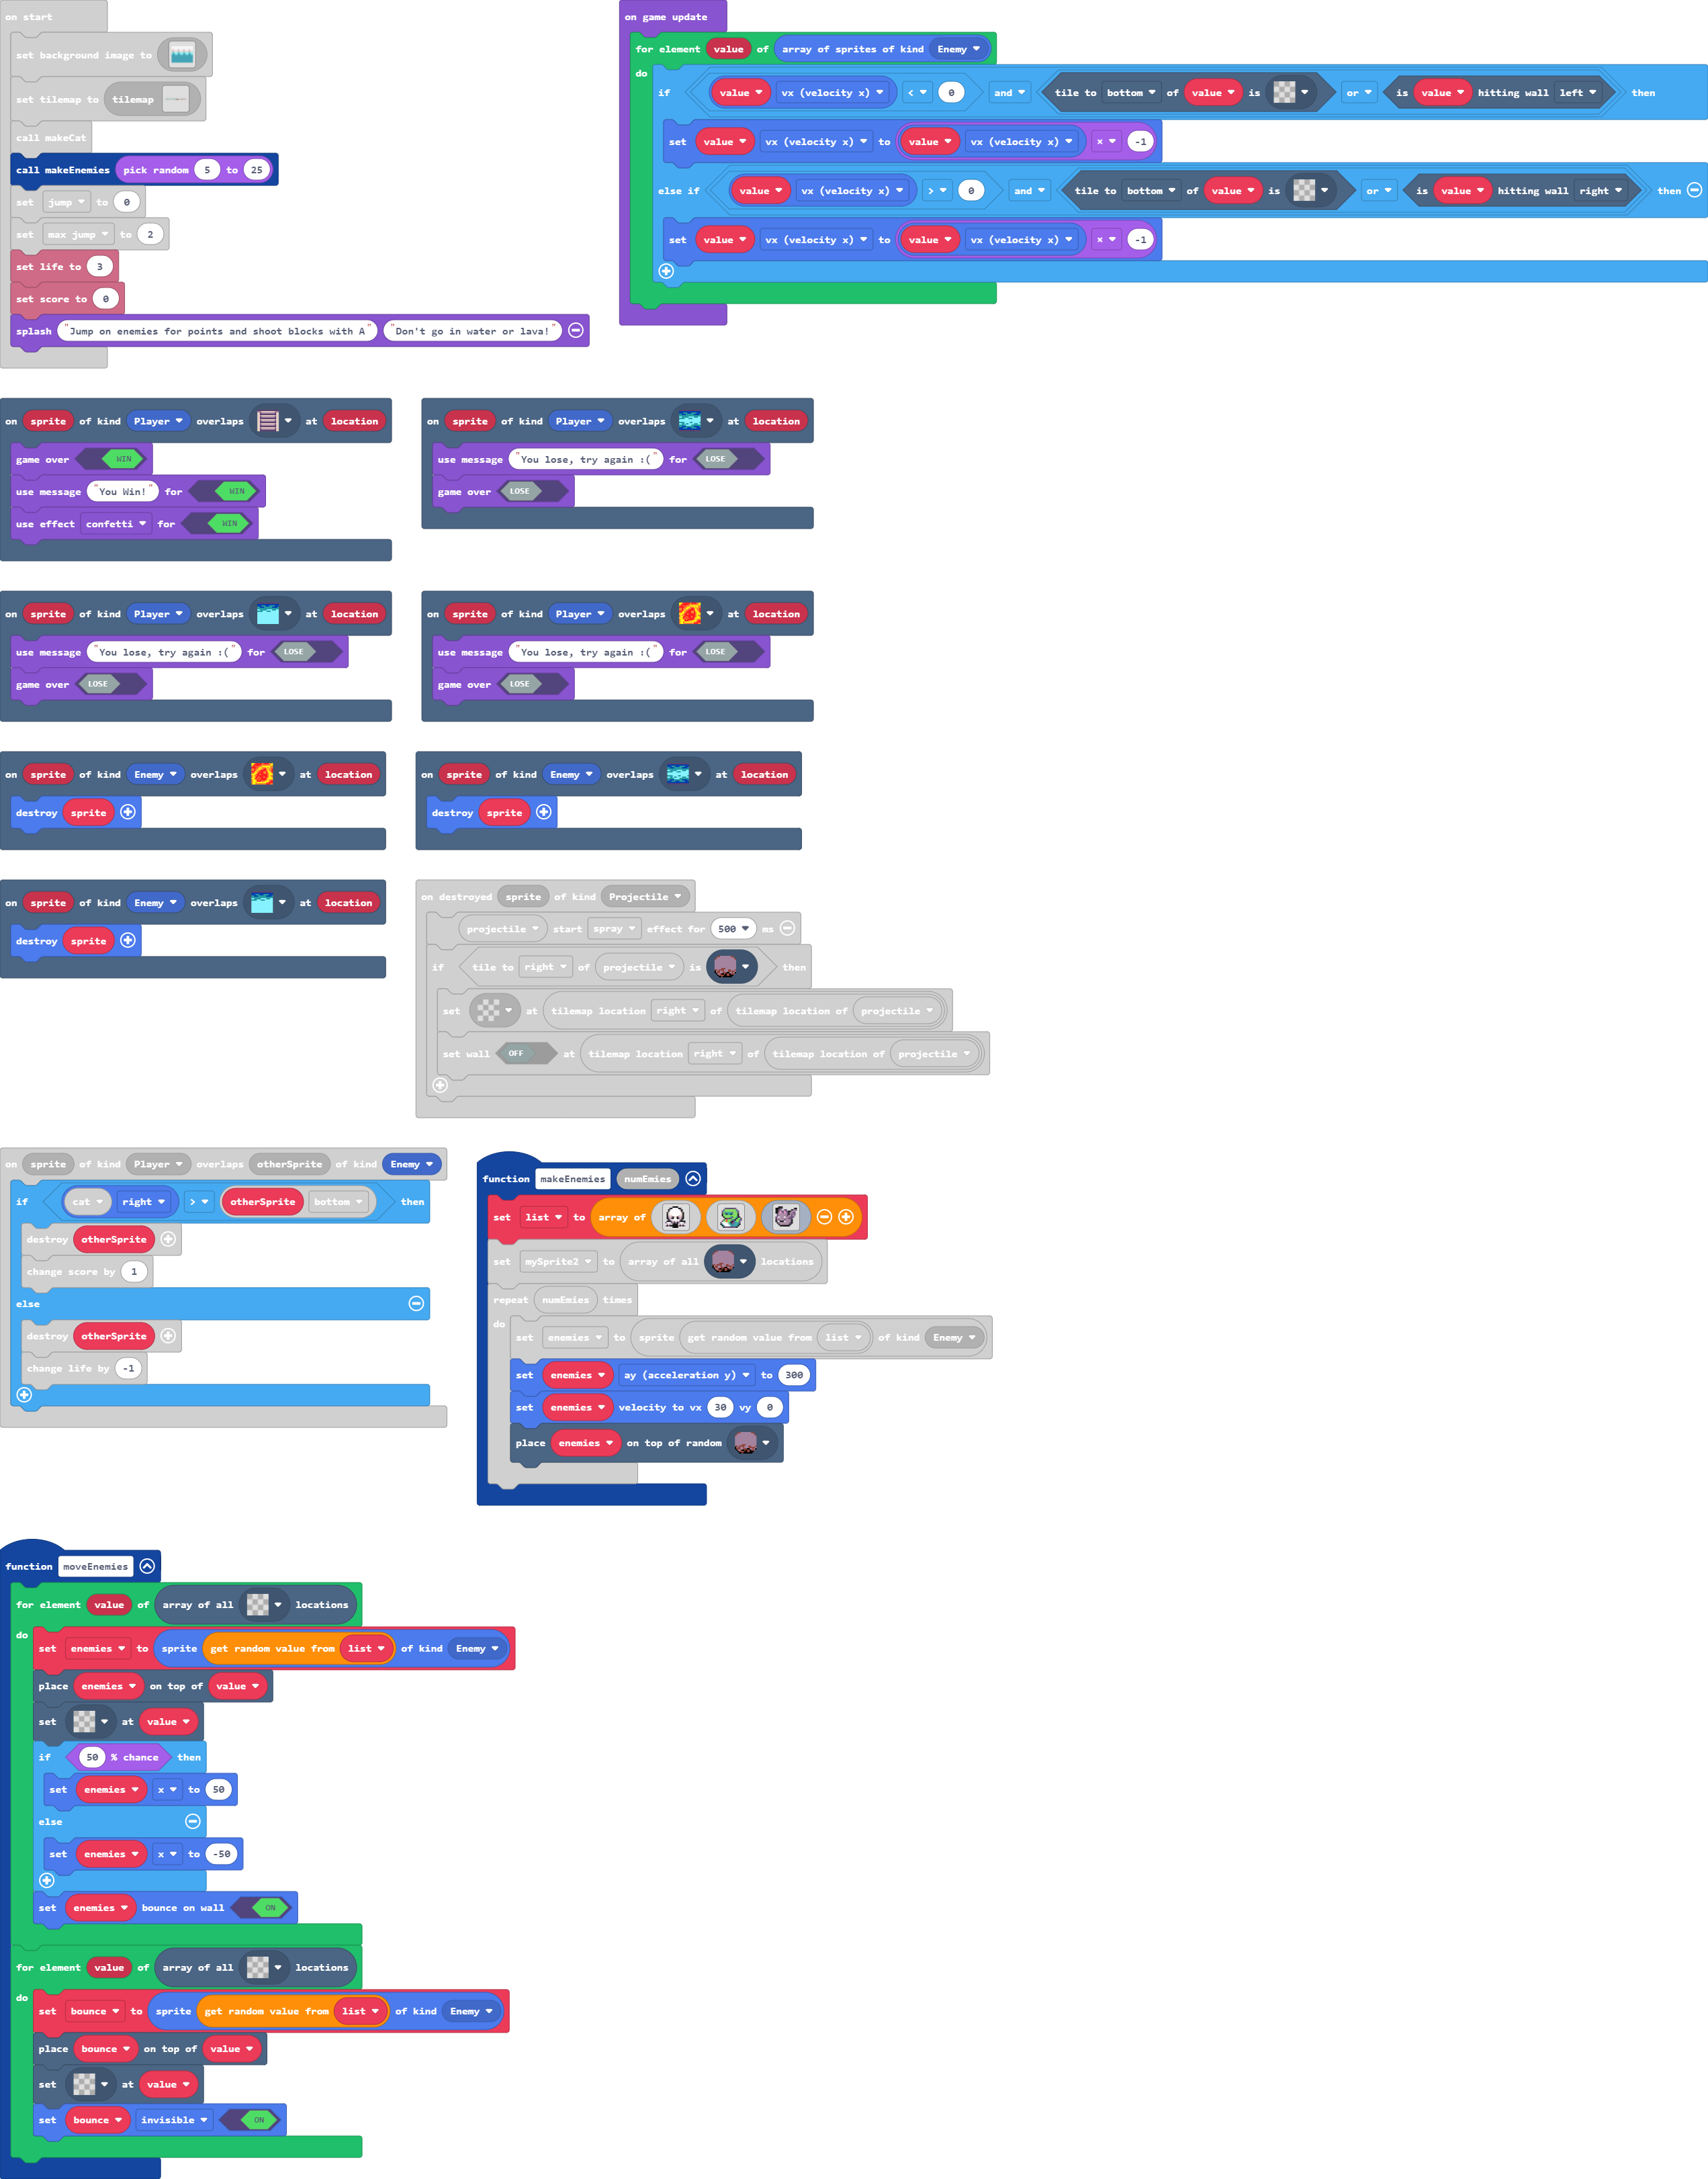 on start
set background image to
set tilemap to tilemap
call makeCat
call makeEnemies pick random 5 to 25
set jump to 0
set max jump to 2
set life to 3
set score to 0
splash "Jump on enemies for points and shoot blocks with A" "Don't go in water or lava!"
on game update
for element value of array of sprites of kind Enemy
do
if value vx (velocity x) < 0 and tile to bottom of value is or is value hitting wall left then
set value vx (velocity x) to value vx (velocity x) × -1
else if value vx (velocity x) > 0 and tile to bottom of value is or is value hitting wall right then
set value vx (velocity x) to value vx (velocity x) × -1
on sprite of kind Player overlaps at location
game over WIN
use message "You Win!" for WIN
use effect confetti for WIN
on sprite of kind Player overlaps at location
use message "You lose, try again :(" for LOSE
game over LOSE
on sprite of kind Player overlaps at location
use message "You lose, try again :(" for LOSE
game over LOSE
on sprite of kind Player overlaps at location
use message "You lose, try again :(" for LOSE
game over LOSE
on sprite of kind Enemy overlaps at location
destroy sprite
on sprite of kind Enemy overlaps at location
destroy sprite
on sprite of kind Enemy overlaps at location
destroy sprite
on destroyed sprite of kind Projectile
projectile start spray effect for 500 ms
if tile to right of projectile is then
set at tilemap location right of tilemap location of projectile
set wall OFF at tilemap location right of tilemap location of projectile
on sprite of kind Player overlaps otherSprite of kind Enemy
if cat right > otherSprite bottom then
destroy otherSprite
change score by 1
else
destroy otherSprite
change life by -1
function makeEnemies numEmies
set list to array of
set mySprite2 to array of all locations
repeat numEmies times
do
set enemies to sprite get random value from list of kind Enemy
set enemies ay (acceleration y) to 300
set enemies velocity to vx 30 vy 0
place enemies on top of random
function moveEnemies
for element value of array of all locations
do
set enemies to sprite get random value from list of kind Enemy
place enemies on top of value
set at value
if 50 % chance then
set enemies x to 50
else
set enemies x to -50
set enemies bounce on wall ON
for element value of array of all locations
do
set bounce to sprite get random value from list of kind Enemy
place bounce on top of value
set at value
set bounce invisible ON